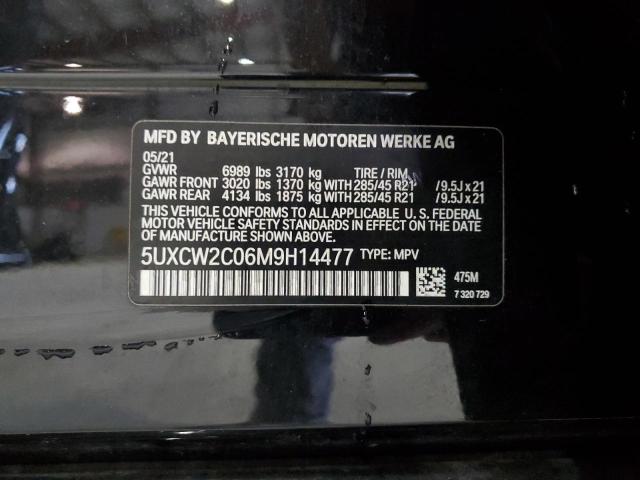 MFD BY BAYERISCHE MOTOREN WERKE AG
05/21
GVWR 6989 lbs 3170 kg TIRE / RIM
GAWR FRONT 3020 lbs 1370 kg WITH 285/45 R21 /9.5J x 21
GAWR REAR 4134 lbs 1875 kg WITH 285/45 R21 /9.5J x 21
THIS VEHICLE CONFORMS TO ALL APPLICABLE U. S. FEDERAL
MOTOR VEHICLE SAFETY STANDARDS IN EFFECT ON THE DATE OF
MANUFACTURE SHOWN ABOVE.
5UXCW2C06M9H14477 TYPE: MPV
475M
7 320 729